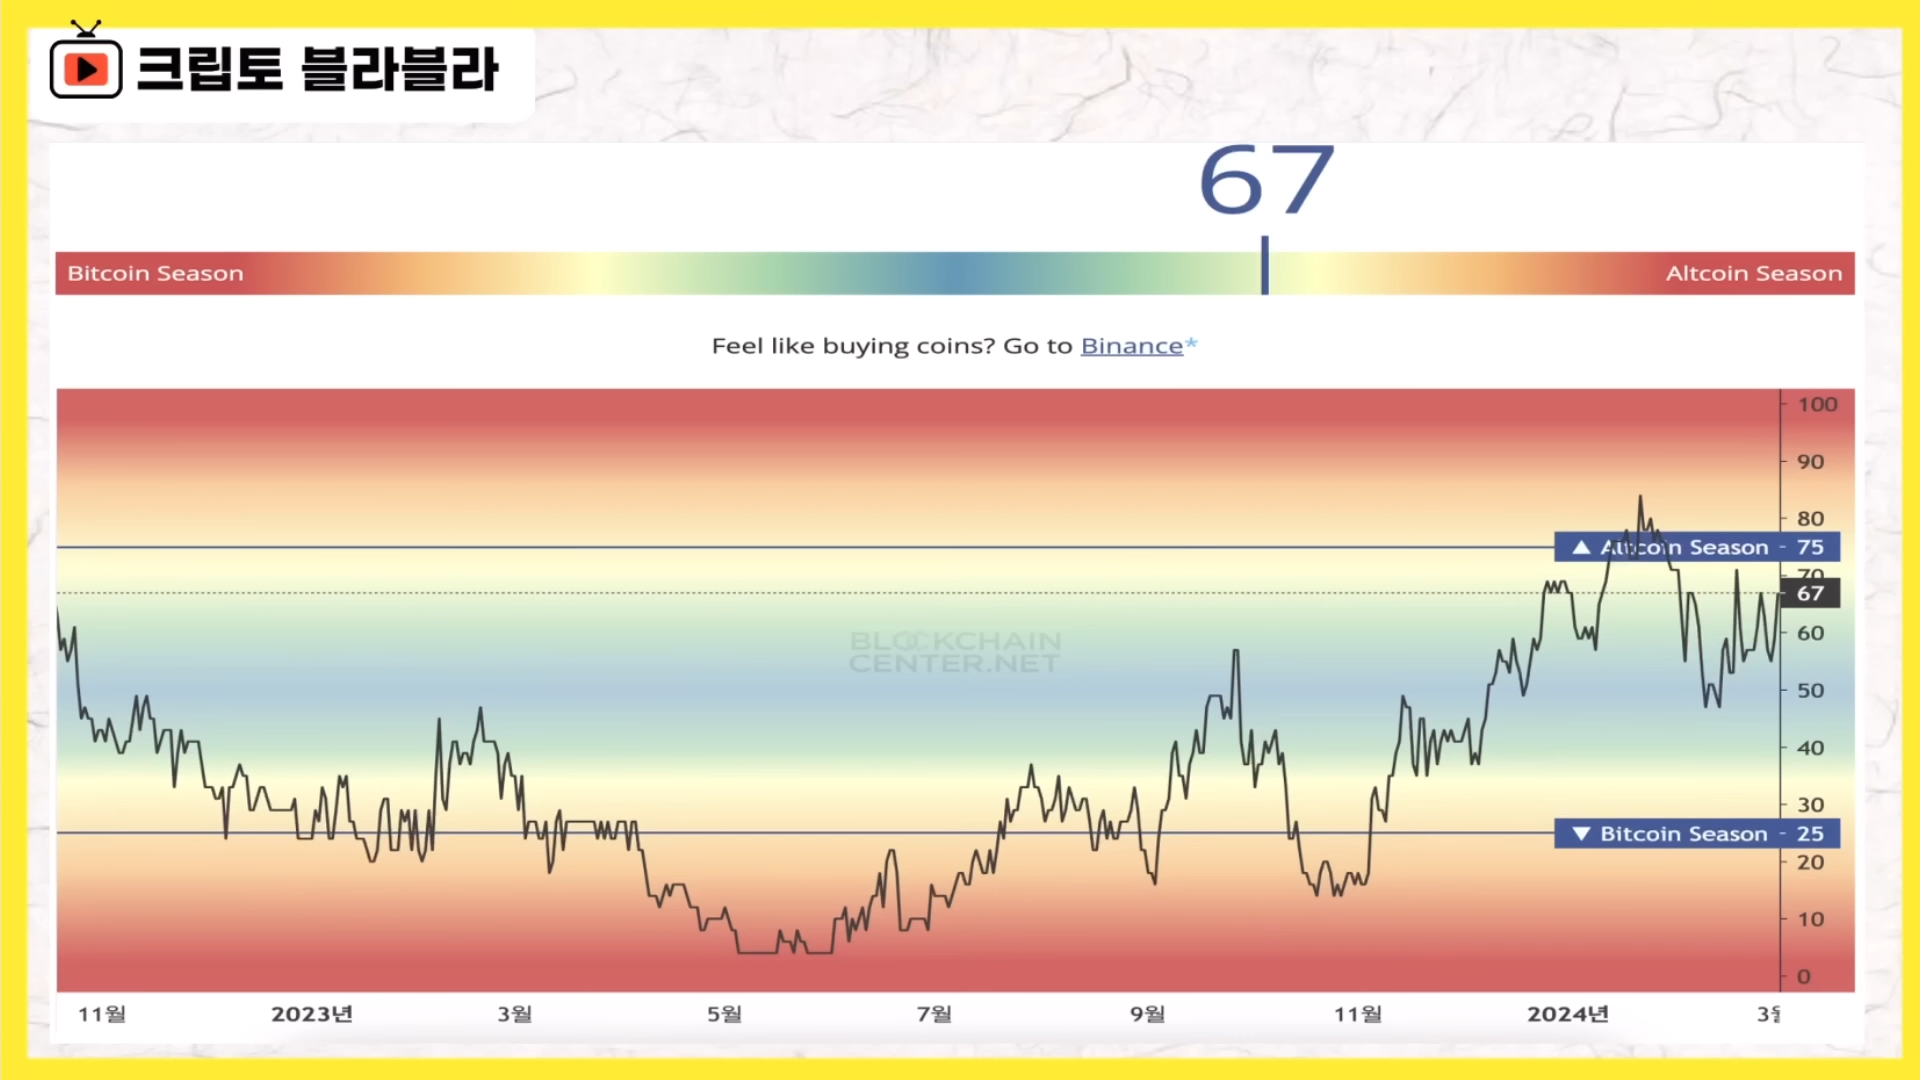 크립토 블라블라
67
Bitcoin Season
Altcoin Season
Feel like buying coins? Go to Binance*
100
90
80
▲ Altcoin Season - 75
70
67
60
BLOCKCHAIN
CENTER.NET
50
40
30
▼ Bitcoin Season - 25
20
10
0
11월 2023년 3월 5월 7월 9월 11월 2024년 3월